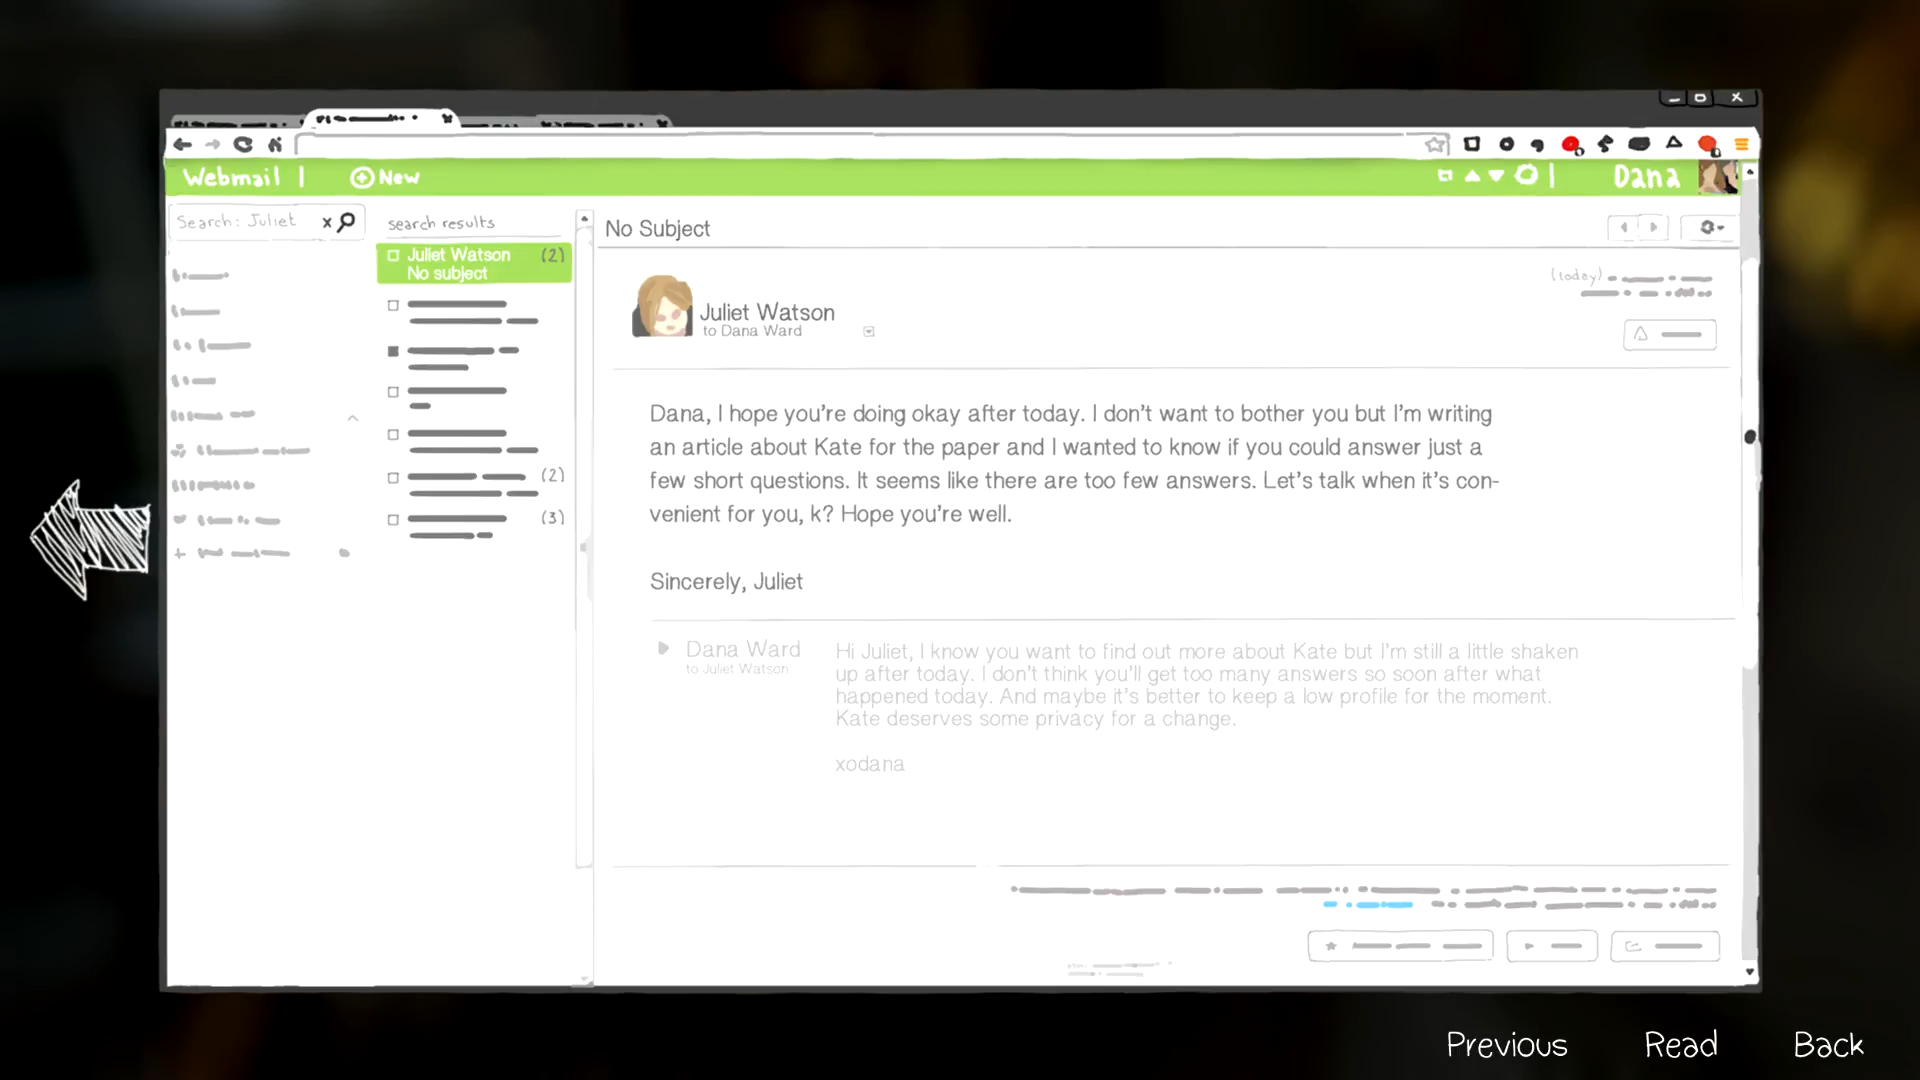 Webmail | New
Dana
Search: Juliet x
search results
Juliet Watson (2)
No subject
(2)
(3)
No Subject
(today)
Juliet Watson
to Dana Ward
Dana, I hope you're doing okay after today. I don't want to bother you but I'm writing
an article about Kate for the paper and I wanted to know if you could answer just a
few short questions. It seems like there are too few answers. Let's talk when it's con-
venient for you, k? Hope you're well.
Sincerely, Juliet
Dana Ward
to Juliet Watson
Hi Juliet, I know you want to find out more about Kate but I'm still a little shaken
up after today. I don't think you'll get too many answers so soon after what
happened today. And maybe it's better to keep a low profile for the moment.
Kate deserves some privacy for a change.
xodana
Previous Read Back